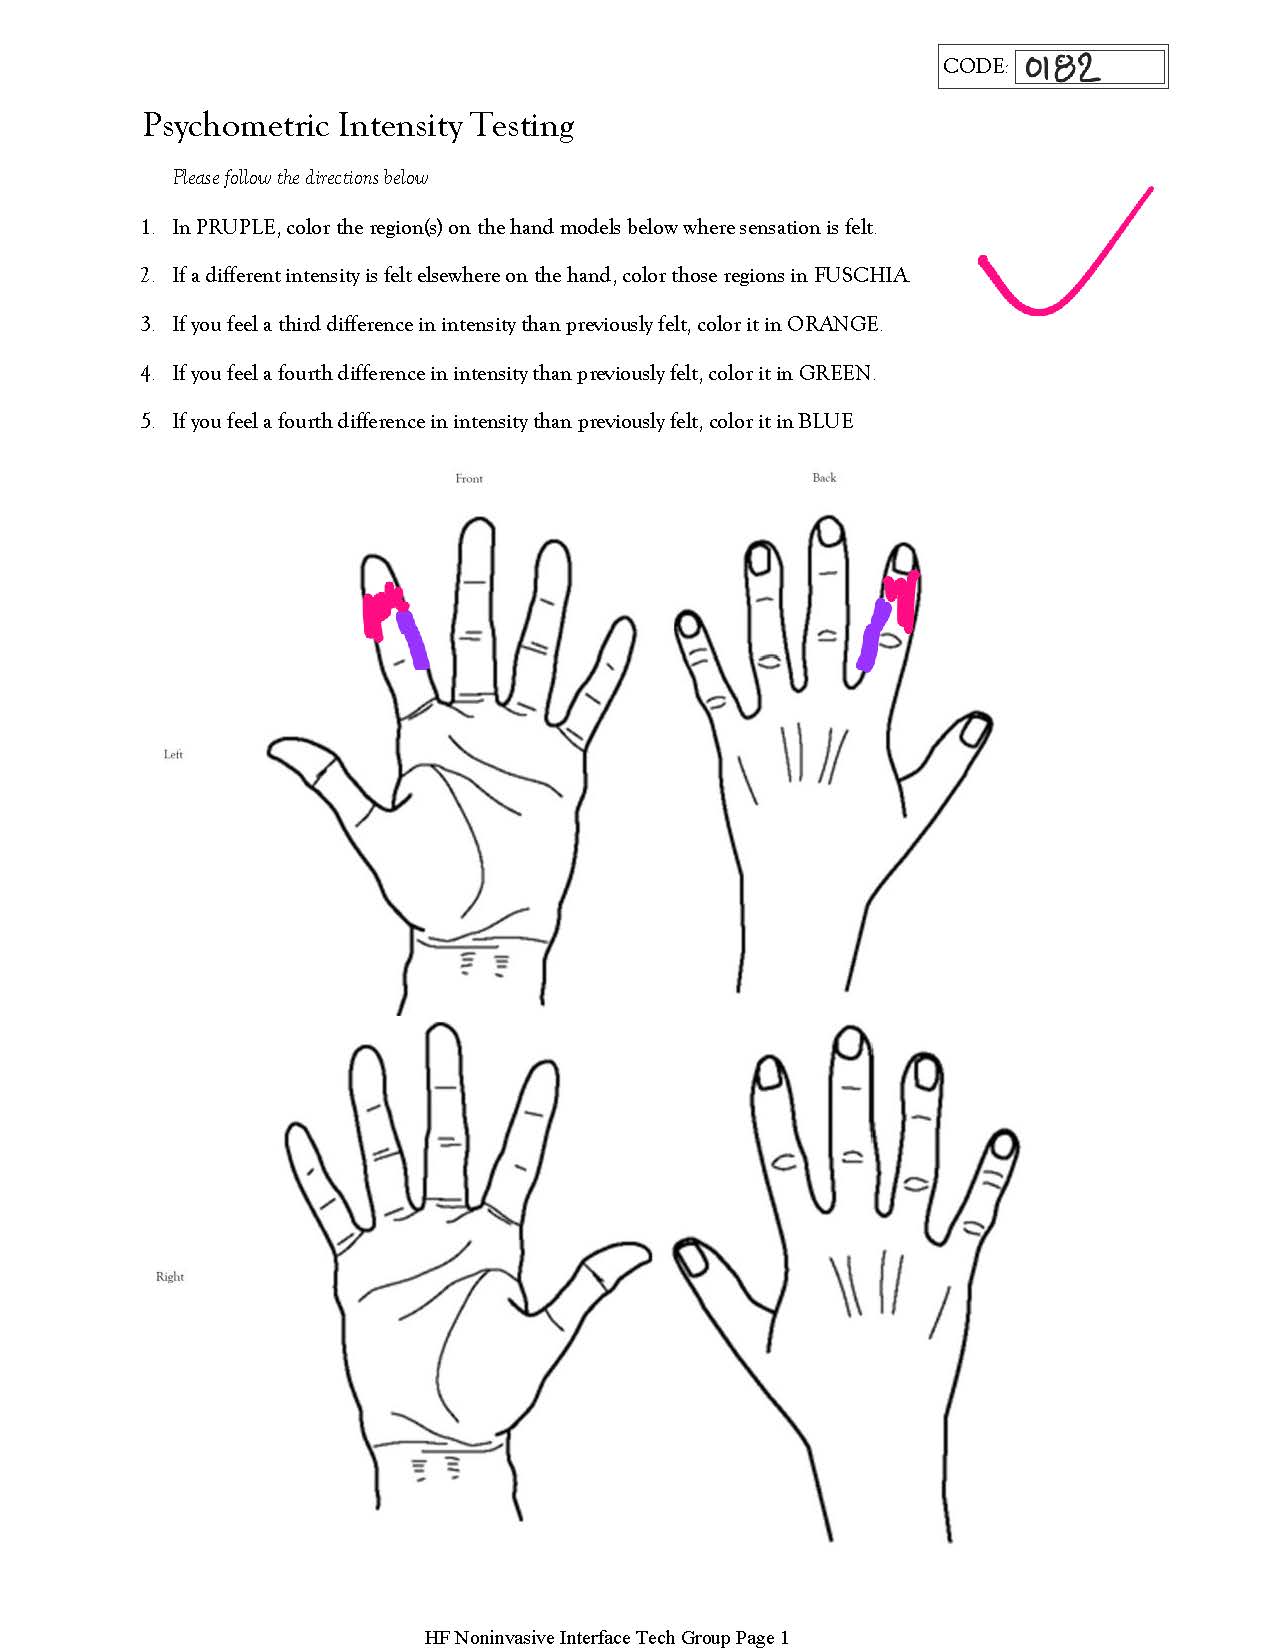 CODE: 0182
Psychometric Intensity Testing
Please follow the directions below
1. In PRUPLE, color the region(s) on the hand models below where sensation is felt.
2. If a different intensity is felt elsewhere on the hand, color those regions in FUSCHIA.
3. If you feel a third difference in intensity than previously felt, color it in ORANGE.
4. If you feel a fourth difference in intensity than previously felt, color it in GREEN.
5. If you feel a fourth difference in intensity than previously felt, color it in BLUE
Front Back
Left
Right
HF Noninvasive Interface Tech Group Page 1